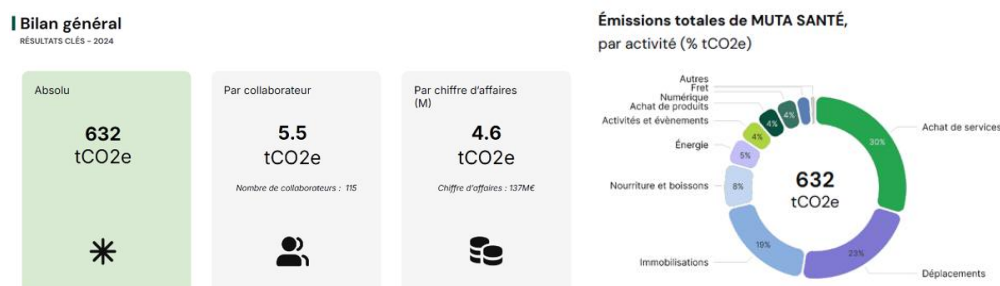 Bilan général
RÉSULTATS CLÉS – 2024
Absolu
632
tCO2e
Par collaborateur
5.5
tCO2e
Nombre de collaborateurs : 115
Par chiffre d'affaires
(M)
4.6
tCO2e
Chiffre d'affaires : 137M€
Émissions totales de MUTA SANTÉ,
par activité (% tCO2e)
Autres
Fret
Numérique
Achat de produits
Activités et évènements
Énergie
Nourriture et boissons
Immobilisations
Achat de services
Déplacements
30%
23%
19%
8%
5%
4%
4%
4%
632
tCO2e